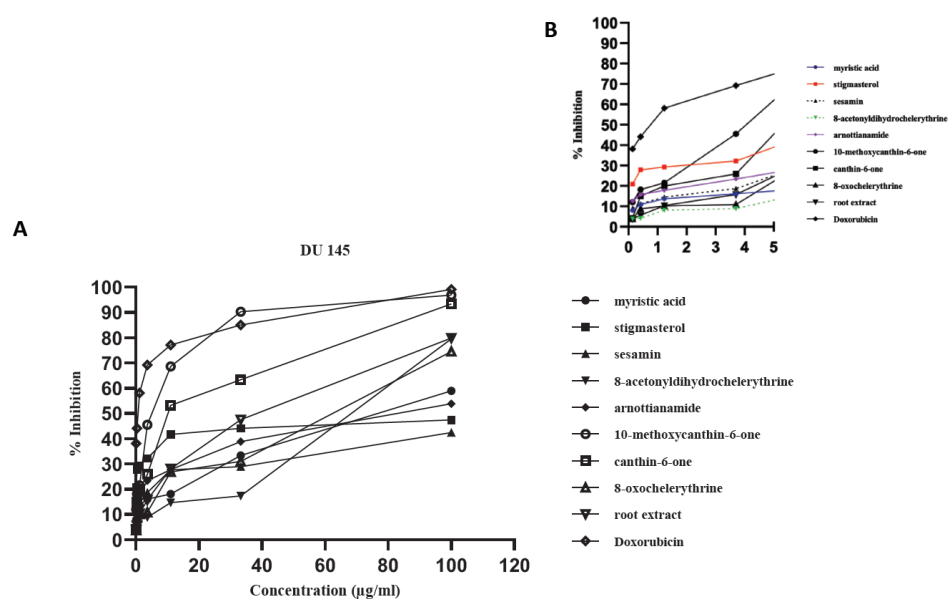 B
100
90
80
70
60
50
40
30
20
10
0
% Inhibition
0 1 2 3 4 5
myristic acid
stigmasterol
sesamin
8-acetonyldihydrochelerythrine
arnottianamide
10-methoxycanthin-6-one
canthin-6-one
8-oxochelerythrine
root extract
Doxorubicin
A
DU 145
100
90
80
70
60
50
40
30
20
10
0
% Inhibition
0 20 40 60 80 100 120
Concentration (µg/ml)
myristic acid
stigmasterol
sesamin
8-acetonyldihydrochelerythrine
arnottianamide
10-methoxycanthin-6-one
canthin-6-one
8-oxochelerythrine
root extract
Doxorubicin